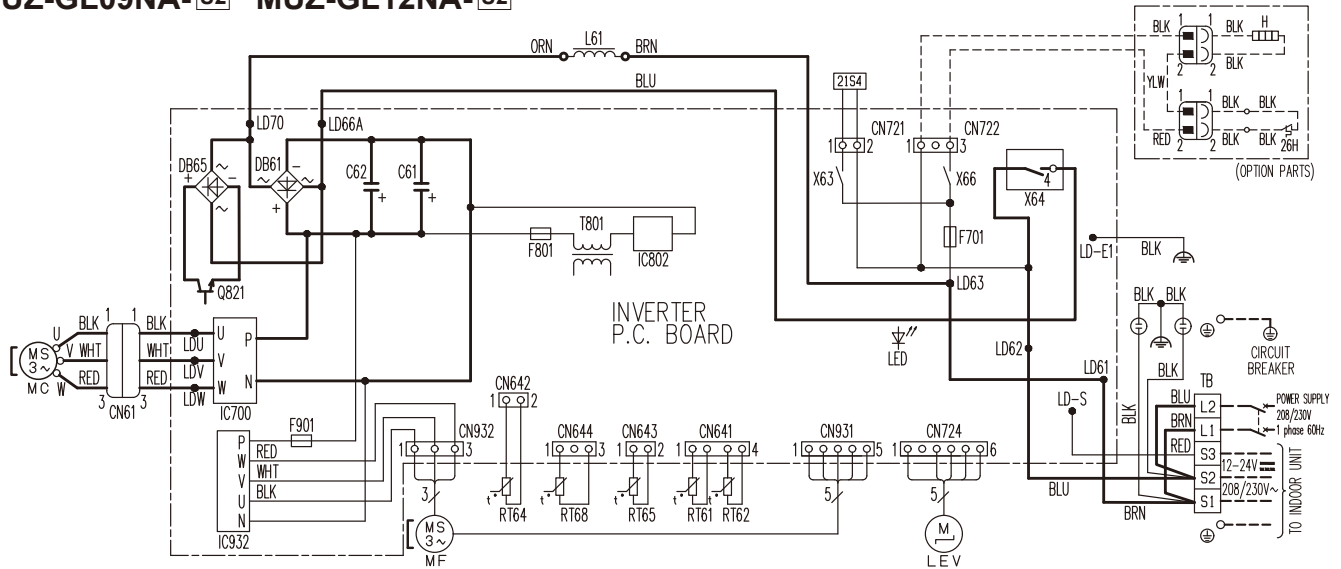 MUZ-GL09NA-U2 MUZ-GL12NA-U2
ORN L61 BRN
BLU
BLK 1 1 BLK H
2 2 BLK
YLW
1 1 BLK BLK
RED 2 2 BLK BLK 26H
(OPTION PARTS)
21S4
LD70 LD66A
CN721 CN722
1 2 1 3
DB65 + ~ - ~
DB61 ~ - + ~
C62 + C61 +
X63 X66
4
X64
T801
F801 IC802
F701
LD-E1 BLK
Q821
LD63
INVERTER
P.C. BOARD
LED
LD62 LD61
BLK BLK
BLK
BLK
CIRCUIT
BREAKER
U BLK 1 1 BLK LDU U P
MS
3~
V WHT WHT LDV V
MC W RED 3 3 RED LDW W N
CN61 IC700
LD-S
TB
BLU L2 POWER SUPPLY
208/230V
BRN L1 1 phase 60Hz
RED S3
12-24V
S2
208/230V~
S1
TO INDOOR UNIT
BLU
BRN
F901
CN642
1 2
P
W RED
V WHT
U BLK
N
IC932
1 3 CN932
CN644
1 3
CN643
1 2
CN641
1 4
CN931
1 5
CN724
1 6
3
t° RT64
t° RT68
t° RT65
t° RT61
t° RT62
5
5
MS
3~
MF
M
LEV